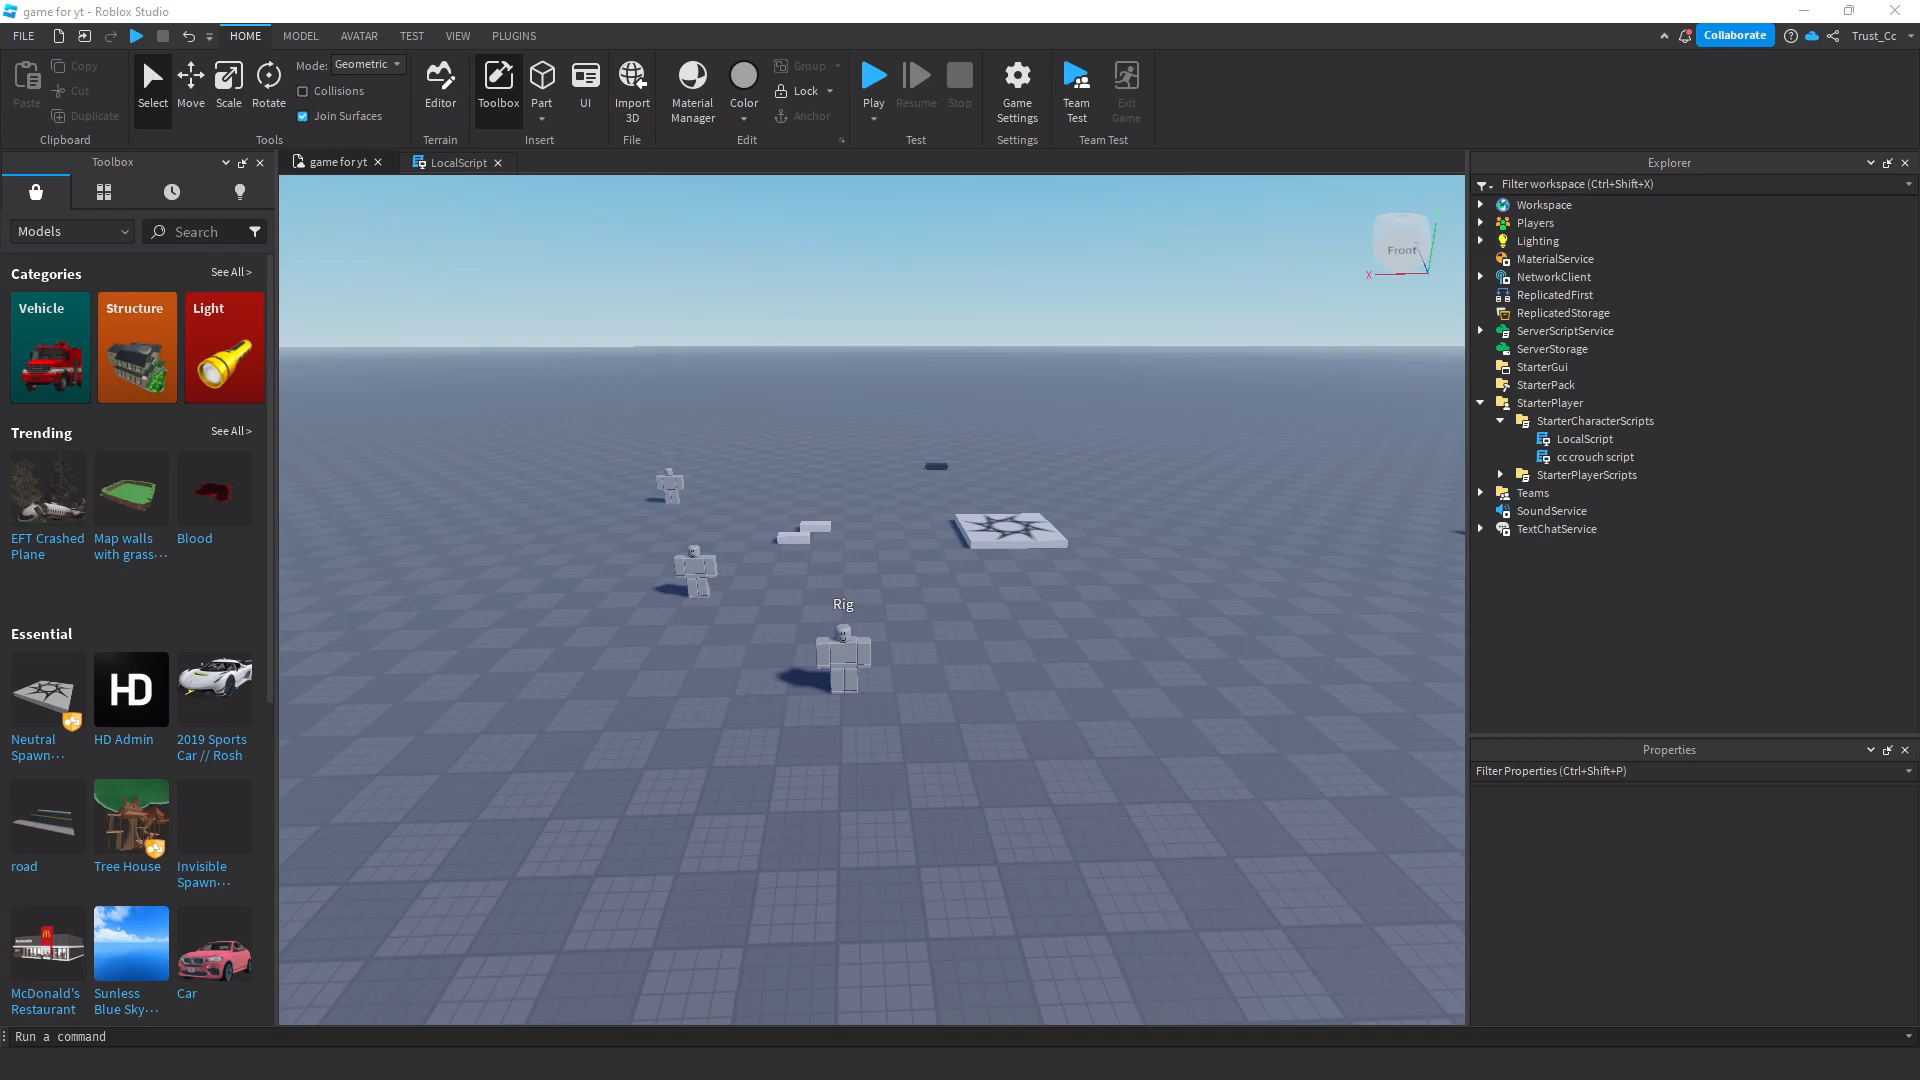 game for yt - Roblox Studio
FILE HOME MODEL AVATAR TEST VIEW PLUGINS Collaborate Trust_Cc
Paste
Copy
Cut
Duplicate
Clipboard
Select Move Scale Rotate
Mode: Geometric
Collisions
Join Surfaces
Tools
Editor
Terrain
Toolbox Part UI
Insert
Import
3D
File
Material
Manager
Color
Group
Lock
Anchor
Edit
Play Resume Stop
Test
Game
Settings
Settings
Team
Test
Exit
Game
Team Test
Toolbox
Models
Search
Categories See All >
Vehicle Structure Light
Trending See All >
EFT Crashed
Plane
Map walls
with grass···
Blood
Essential
HD
Neutral
Spawn···
HD Admin
2019 Sports
Car // Rosh
road
Tree House
Invisible
Spawn···
McDonald's
Restaurant
Sunless
Blue Sky···
Car
game for yt
LocalScript
Front
X
Rig
Explorer
Filter workspace (Ctrl+Shift+X)
Workspace
Players
Lighting
MaterialService
NetworkClient
ReplicatedFirst
ReplicatedStorage
ServerScriptService
ServerStorage
StarterGui
StarterPack
StarterPlayer
StarterCharacterScripts
LocalScript
cc crouch script
StarterPlayerScripts
Teams
SoundService
TextChatService
Properties
Filter Properties (Ctrl+Shift+P)
Run a command